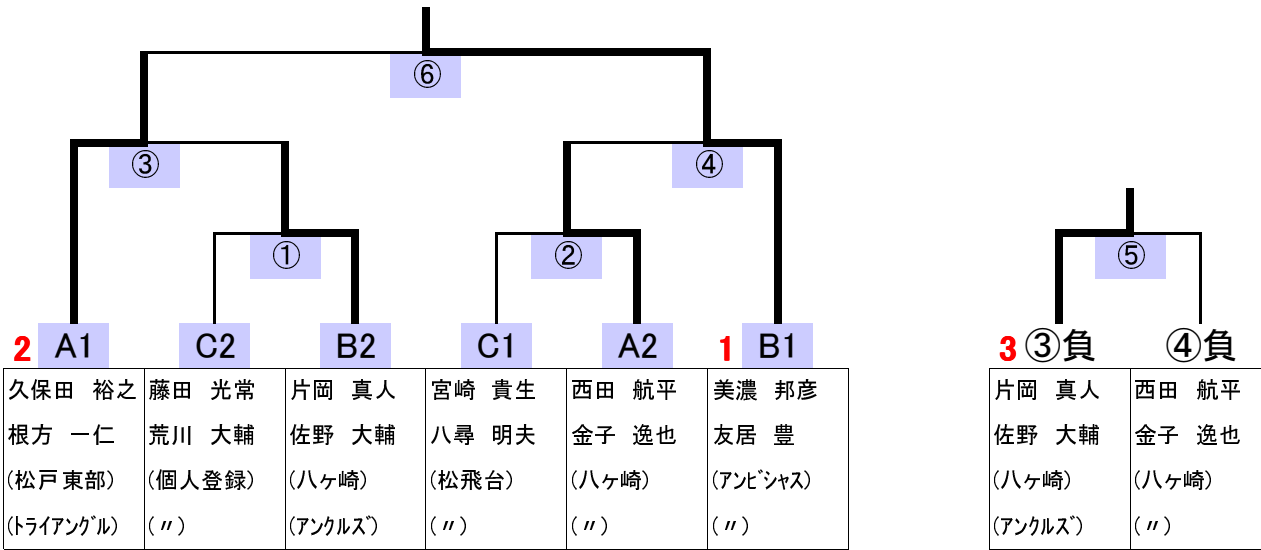 ⑥
③ ④
① ② ⑤
2 A1 C2 B2 C1 A2 1 B1 3 ③負 ④負
久保田 裕之 藤田 光常 片岡 真人 宮崎 貴生 西田 航平 美濃 邦彦 片岡 真人 西田 航平
根方 一仁 荒川 大輔 佐野 大輔 八尋 明夫 金子 逸也 友居 豊 佐野 大輔 金子 逸也
(松戸東部) (個人登録) (八ヶ崎) (松飛台) (八ヶ崎) (アンビシャス) (八ヶ崎) (八ヶ崎)
(トライアングル) (〃) (アンクルズ) (〃) (〃) (〃) (アンクルズ) (〃)